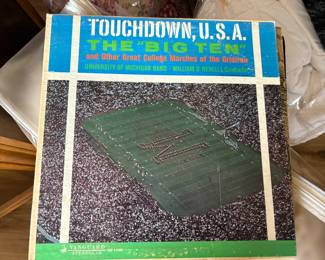 TOUCHDOWN, U.S.A.
THE "BIG TEN"
and Other Great College Marches of the Gridiron
UNIVERSITY OF MICHIGAN BAND · WILLIAM D. REVELLI, Conductor
VANGUARD